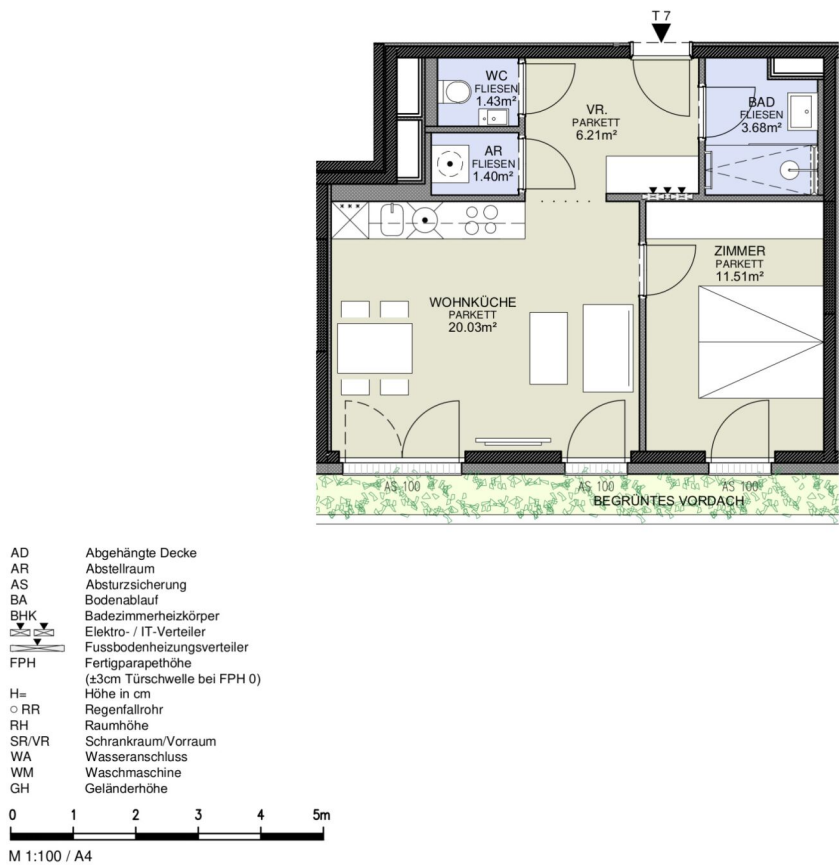 T 7
WC
FLIESEN
1.43m²
VR.
PARKETT
6.21m²
BAD
FLIESEN
3.68m²
AR
FLIESEN
1.40m²
ZIMMER
PARKETT
11.51m²
WOHNKÜCHE
PARKETT
20.03m²
AS 100
AS 100
AS 100
BEGRÜNTES VORDACH
AD Abgehängte Decke
AR Abstellraum
AS Absturzsicherung
BA Bodenablauf
BHK Badezimmerheizkörper
Elektro- / IT-Verteiler
Fussbodenheizungsverteiler
FPH Fertigparapethöhe
(±3cm Türschwelle bei FPH 0)
H= Höhe in cm
○ RR Regenfallrohr
RH Raumhöhe
SR/VR Schrankraum/Vorraum
WA Wasseranschluss
WM Waschmaschine
GH Geländerhöhe
0 1 2 3 4 5m
M 1:100 / A4